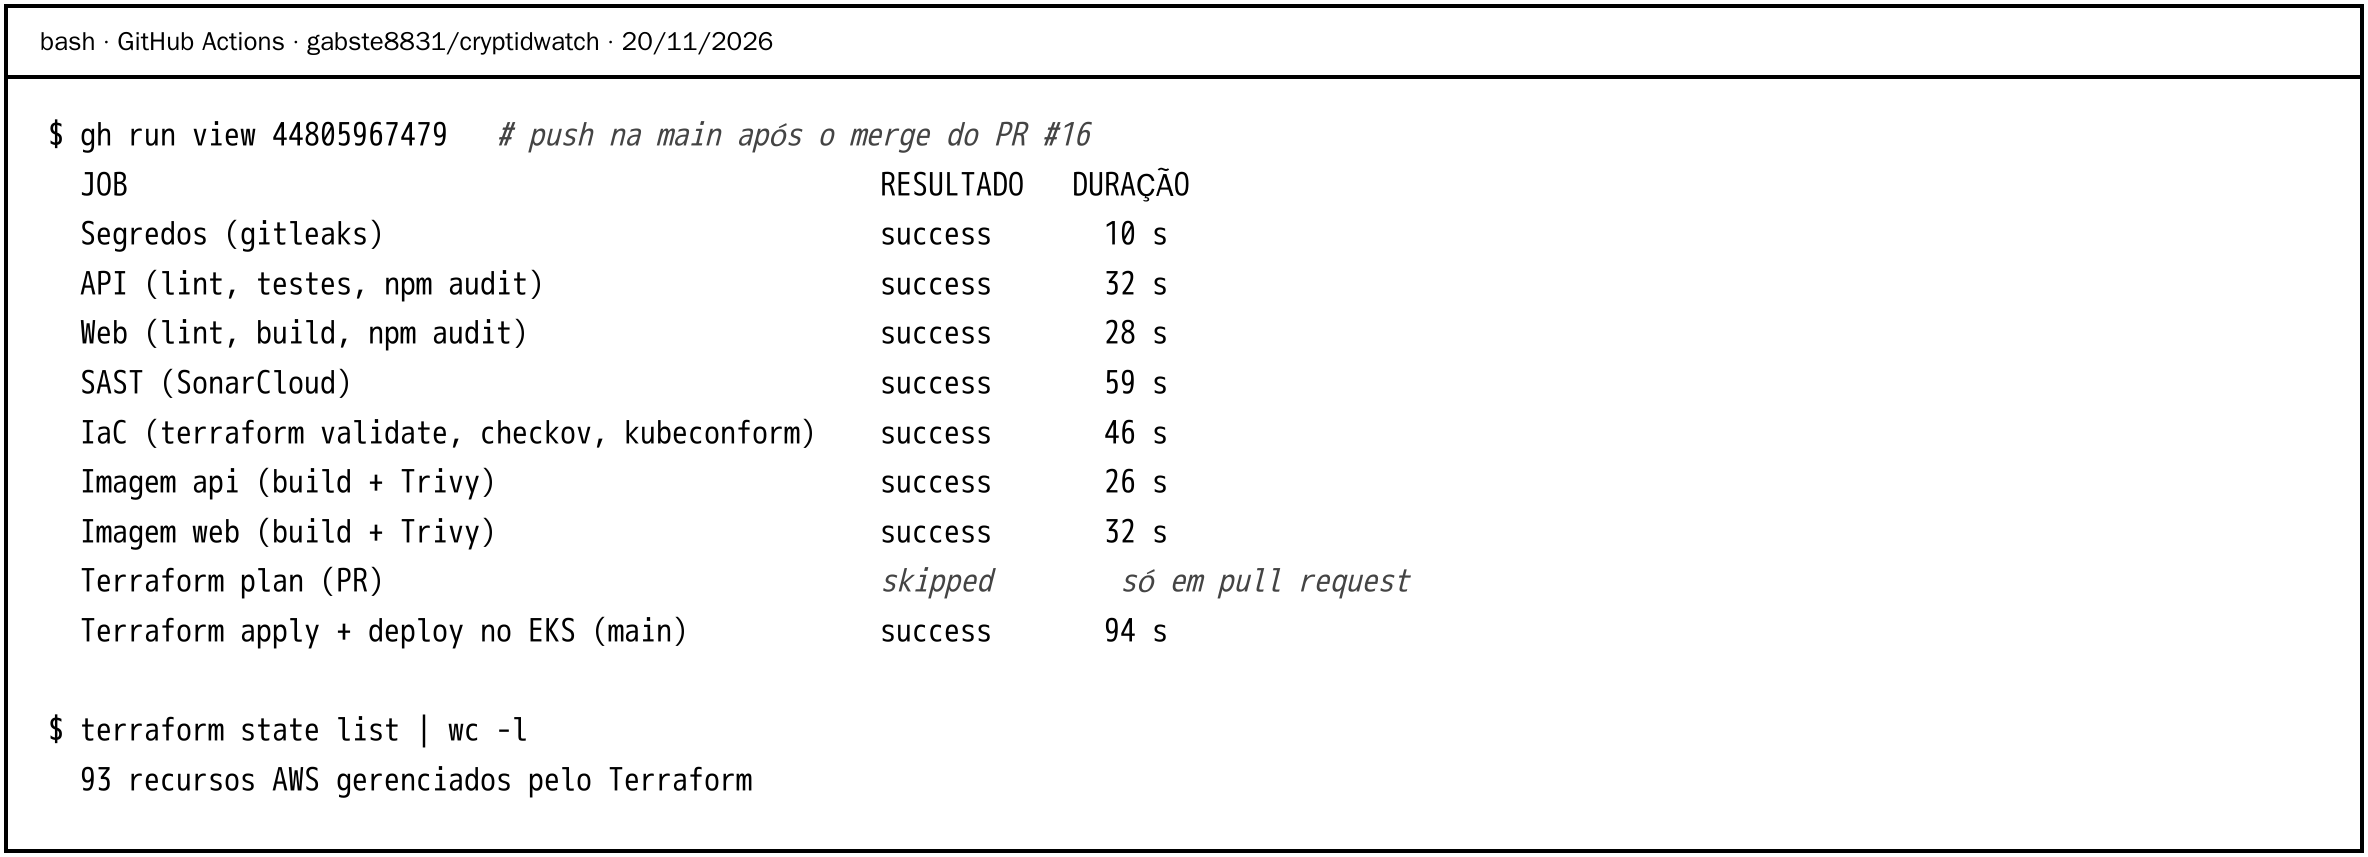 bash · GitHub Actions · gabste8831/cryptidwatch · 20/11/2026
$ gh run view 44805967479 # push na main após o merge do PR #16
JOB RESULTADO DURAÇÃO
Segredos (gitleaks) success 10 s
API (lint, testes, npm audit) success 32 s
Web (lint, build, npm audit) success 28 s
SAST (SonarCloud) success 59 s
IaC (terraform validate, checkov, kubeconform) success 46 s
Imagem api (build + Trivy) success 26 s
Imagem web (build + Trivy) success 32 s
Terraform plan (PR) skipped só em pull request
Terraform apply + deploy no EKS (main) success 94 s
$ terraform state list | wc -l
93 recursos AWS gerenciados pelo Terraform